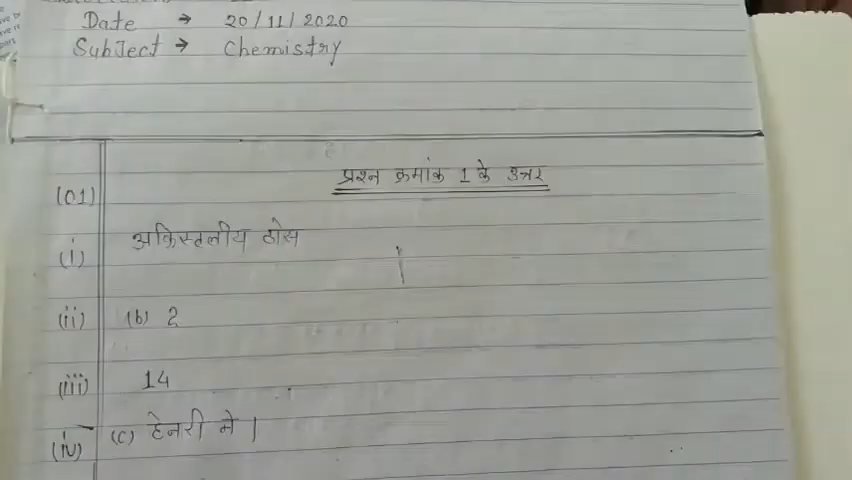 Date → 20/11/2020
Subject → Chemistry
प्रश्न क्रमांक 1 के उत्तर
(01)
(i) अक्रिस्टलीय ठोस
(ii) (b) 2
(iii) 14
(iv) (c) हेनरी ने।